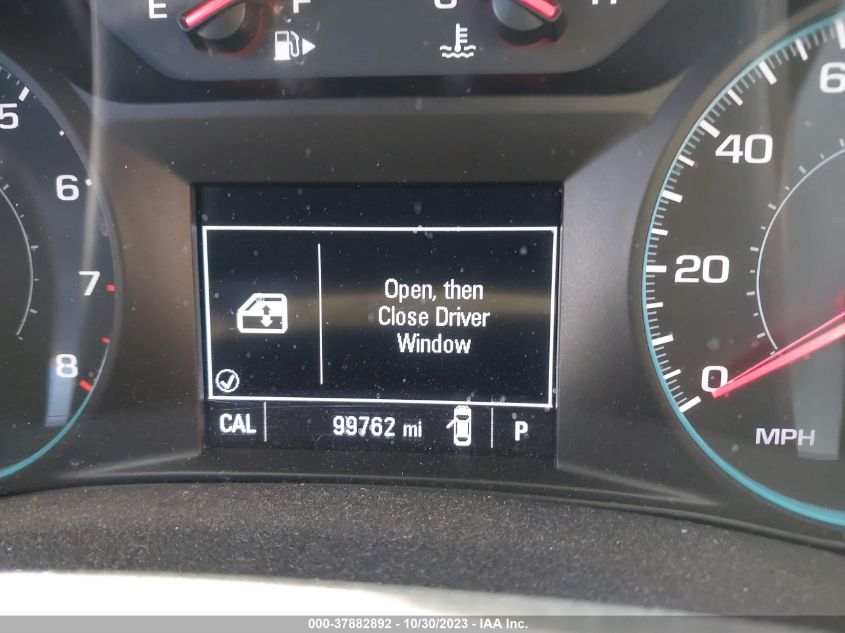 E F C H
5
6
7
8
60
40
20
0
MPH
Open, then
Close Driver
Window
CAL 99762 mi P
000-37882892 - 10/30/2023 - IAA Inc.